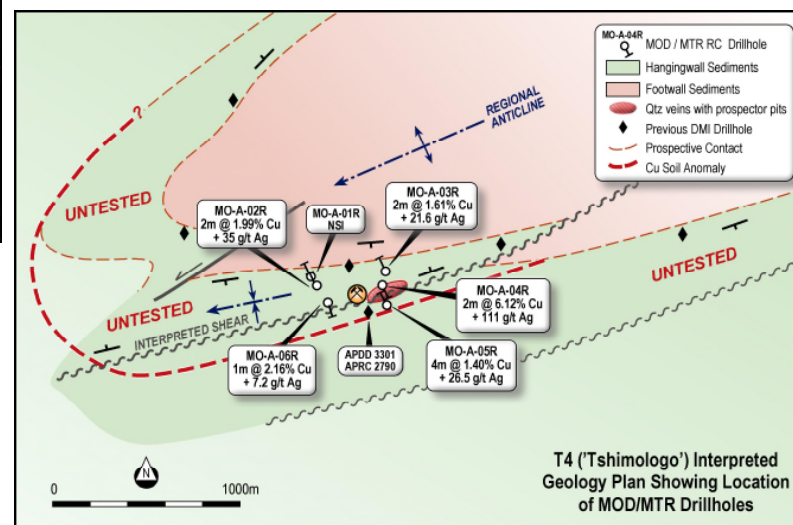 MO-A-04R
MOD / MTR RC Drillhole
Hangingwall Sediments
Footwall Sediments
Qtz veins with prospector pits
Previous DMI Drillhole
Prospective Contact
Cu Soil Anomaly
REGIONAL
ANTICLINE
?
UNTESTED
MO-A-02R
2m @ 1.99% Cu
+ 35 g/t Ag
MO-A-01R
NSI
MO-A-03R
2m @ 1.61% Cu
+ 21.6 g/t Ag
UNTESTED
UNTESTED
INTERPRETED SHEAR
MO-A-04R
2m @ 6.12% Cu
+ 111 g/t Ag
MO-A-06R
1m @ 2.16% Cu
+ 7.2 g/t Ag
APDD 3301
APRC 2790
MO-A-05R
4m @ 1.40% Cu
+ 26.5 g/t Ag
N
0
1000m
T4 ('Tshimologo') Interpreted
Geology Plan Showing Location
of MOD/MTR Drillholes